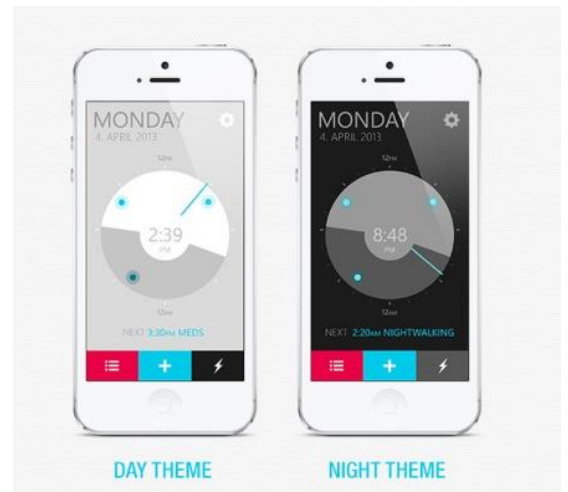 MONDAY
4. APRIL 2013
12PM
2:39
PM
12AM
NEXT 3:30PM MEDS
DAY THEME
MONDAY
4. APRIL 2013
12PM
8:48
PM
12AM
NEXT 2:20AM NIGHTWALKING
NIGHT THEME